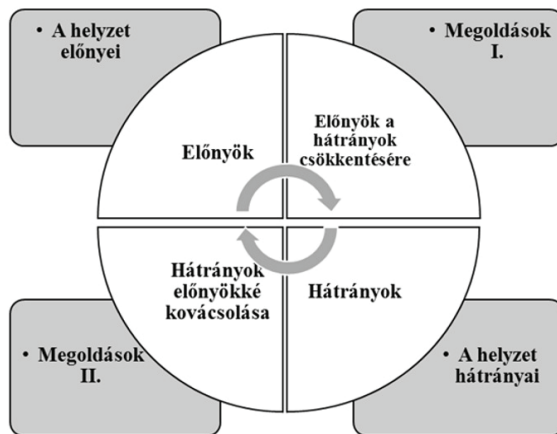 • A helyzet
előnyei
• Megoldások
I.
Előnyök
Előnyök a
hátrányok
csökkentésére
Hátrányok
előnyökké
kovácsolása
Hátrányok
• Megoldások
II.
• A helyzet
hátrányai